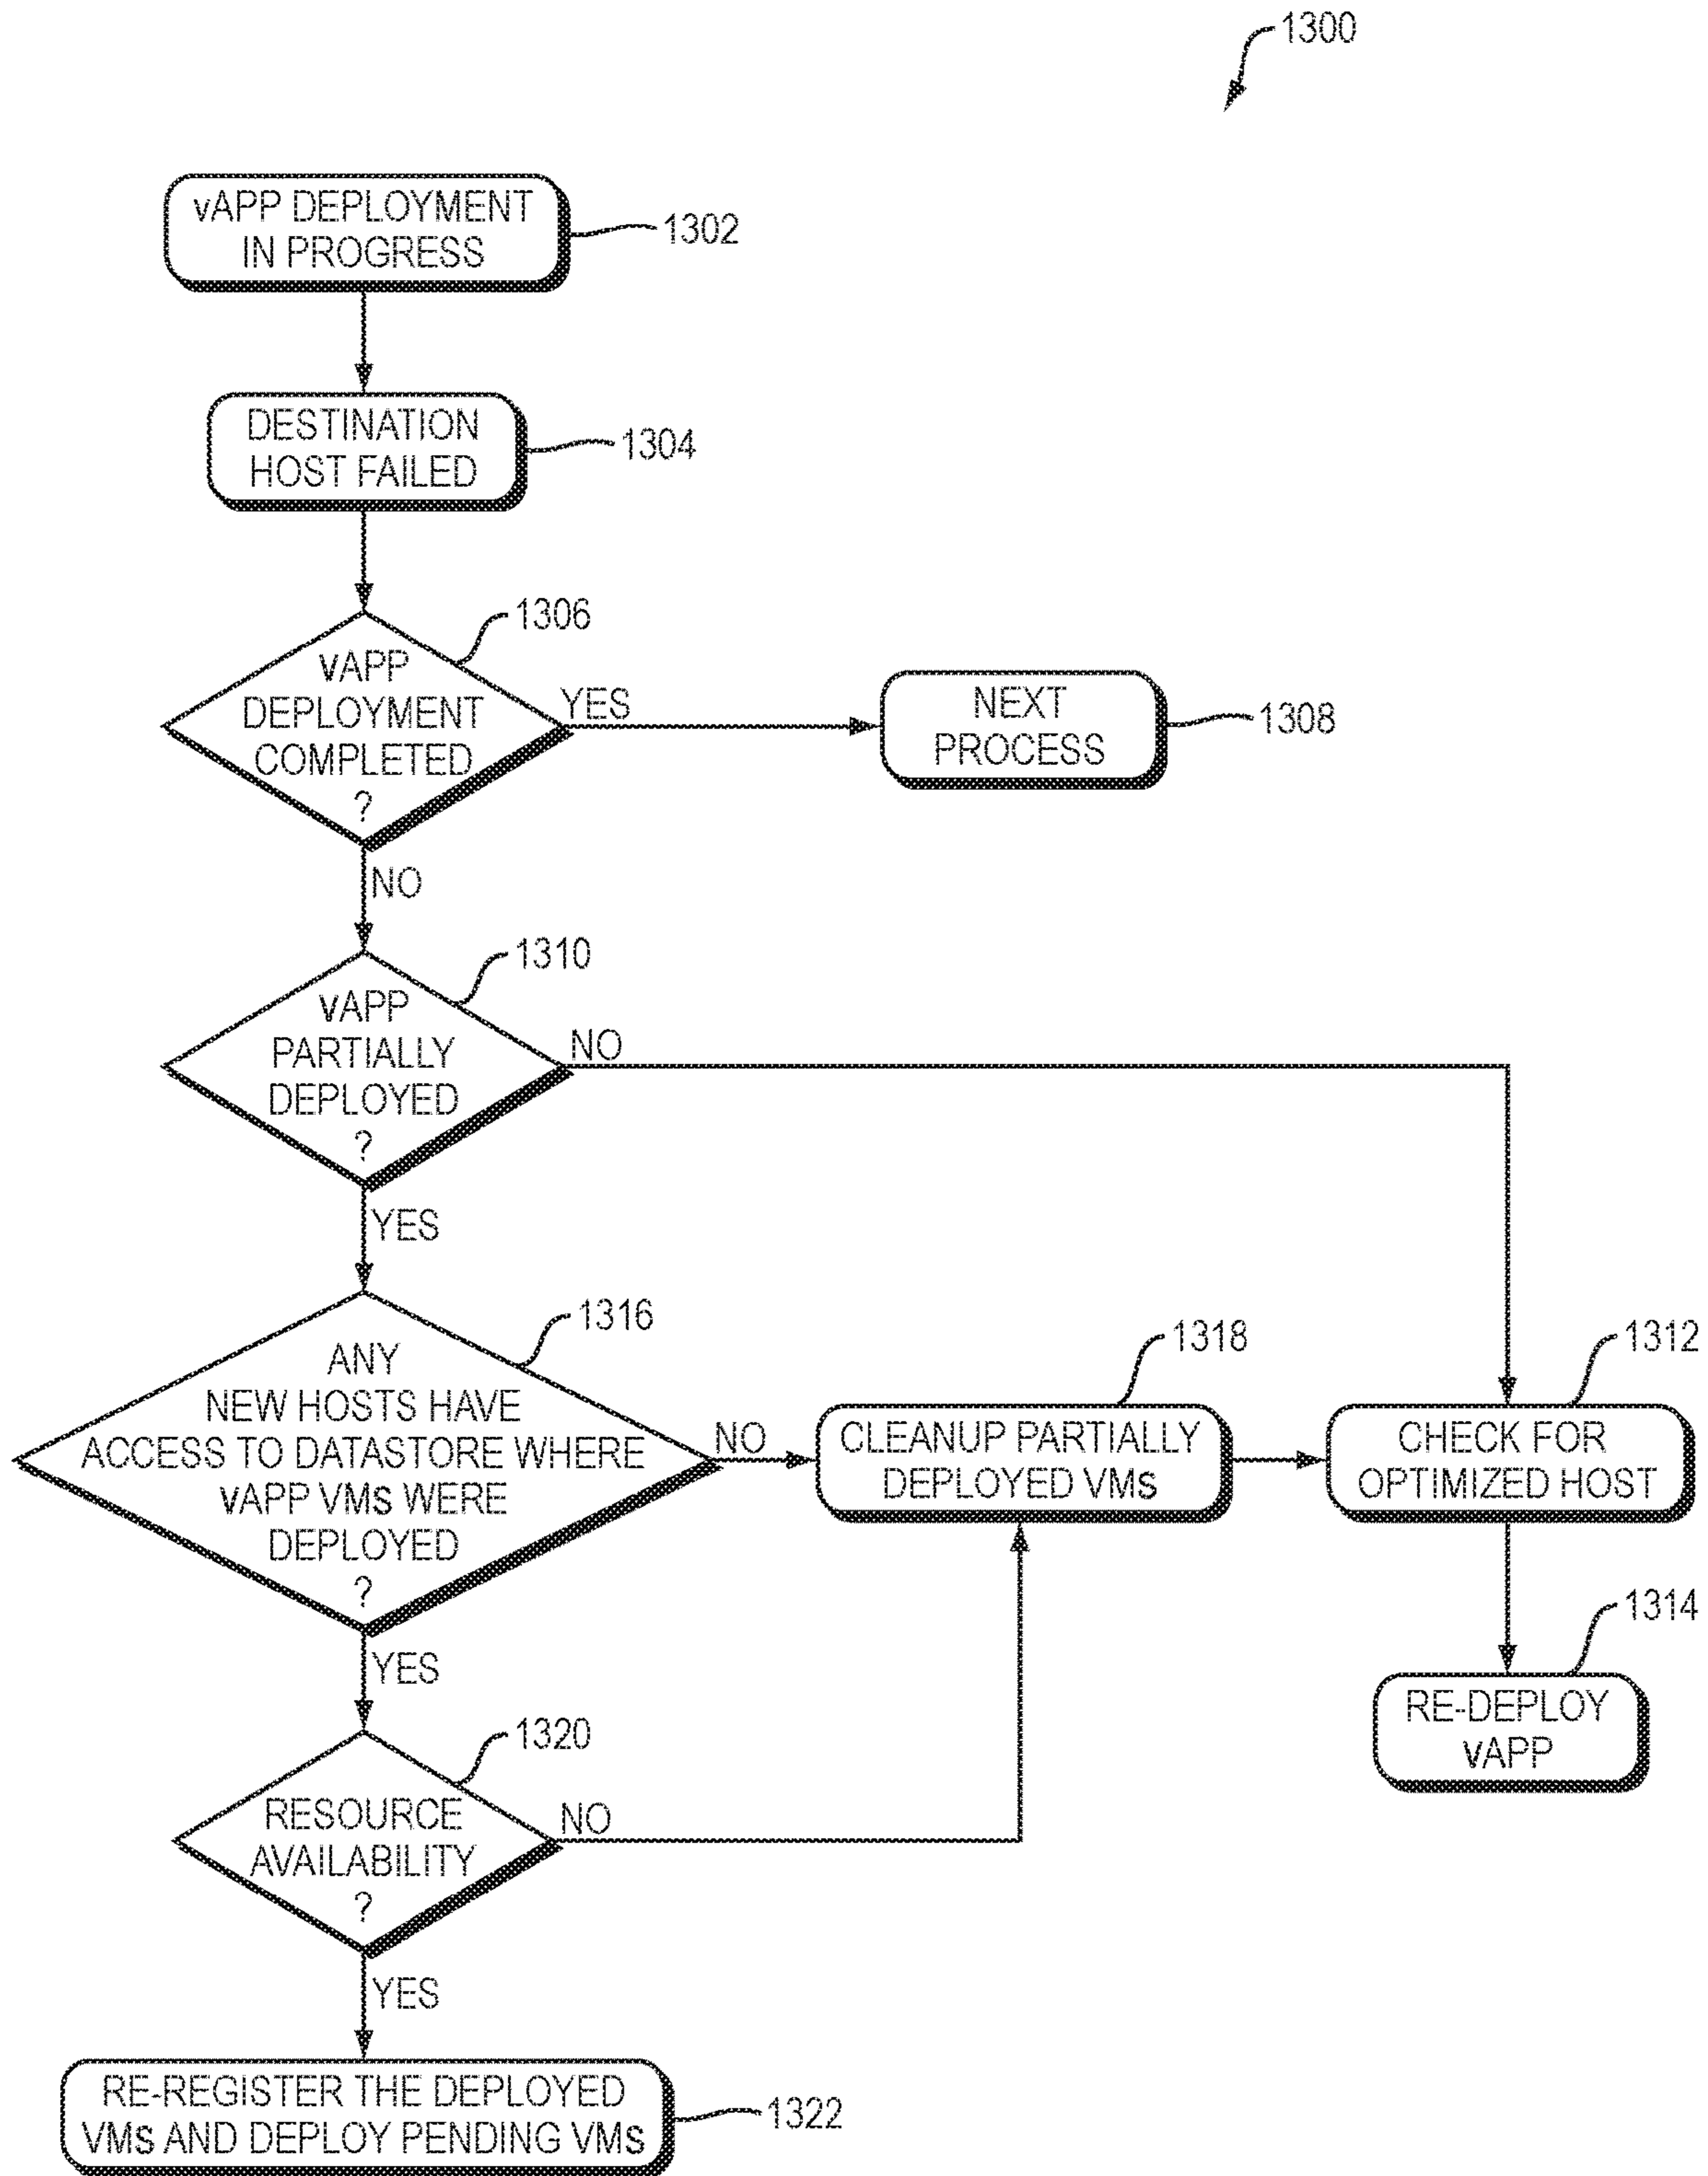 1300
vAPP DEPLOYMENT
IN PROGRESS
1302
DESTINATION
HOST FAILED
1304
1306
vAPP
DEPLOYMENT
COMPLETED
?
YES
NEXT
PROCESS
1308
NO
1310
vAPP
PARTIALLY
DEPLOYED
?
NO
YES
1316
ANY
NEW HOSTS HAVE
ACCESS TO DATASTORE WHERE
vAPP VMs WERE
DEPLOYED
?
NO
1318
CLEANUP PARTIALLY
DEPLOYED VMs
1312
CHECK FOR
OPTIMIZED HOST
1314
RE-DEPLOY
vAPP
YES
1320
RESOURCE
AVAILABILITY
?
NO
YES
RE-REGISTER THE DEPLOYED
VMs AND DEPLOY PENDING VMs
1322